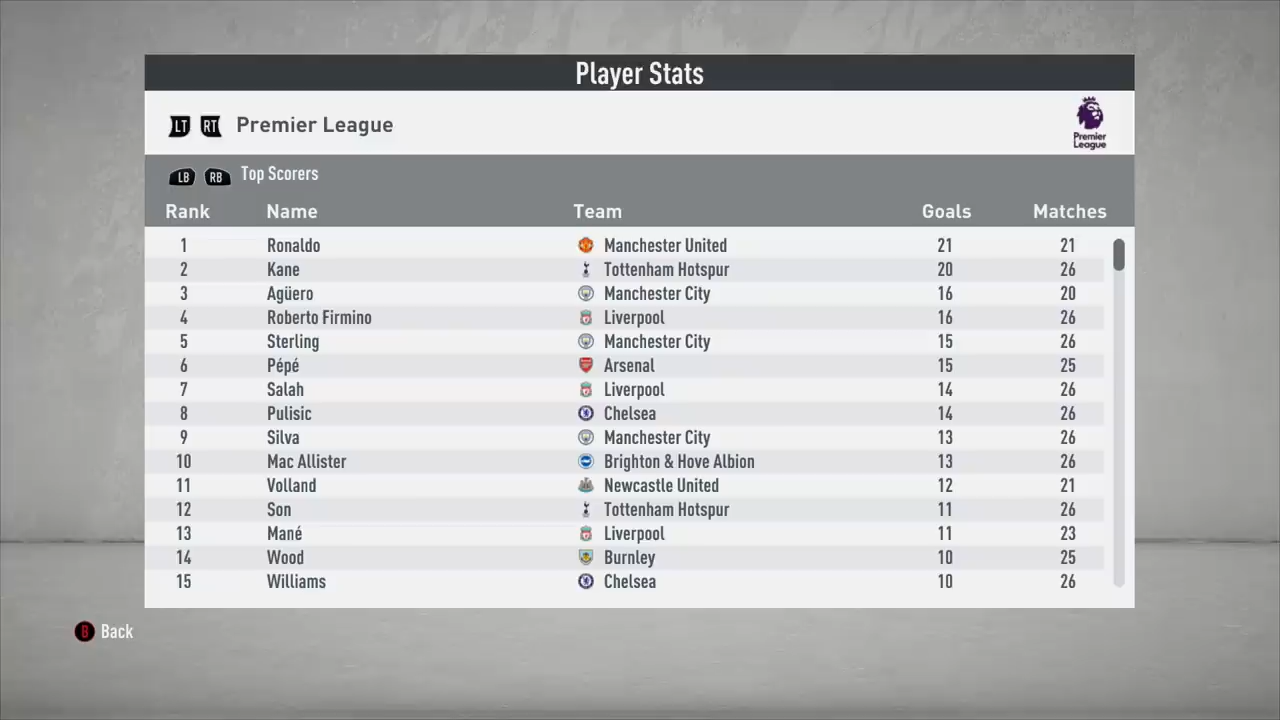 Player Stats
LT RT Premier League
Premier League
LB RB Top Scorers
Rank Name Team Goals Matches
1 Ronaldo Manchester United 21 21
2 Kane Tottenham Hotspur 20 26
3 Agüero Manchester City 16 20
4 Roberto Firmino Liverpool 16 26
5 Sterling Manchester City 15 26
6 Pépé Arsenal 15 25
7 Salah Liverpool 14 26
8 Pulisic Chelsea 14 26
9 Silva Manchester City 13 26
10 Mac Allister Brighton & Hove Albion 13 26
11 Volland Newcastle United 12 21
12 Son Tottenham Hotspur 11 26
13 Mané Liverpool 11 23
14 Wood Burnley 10 25
15 Williams Chelsea 10 26
B Back